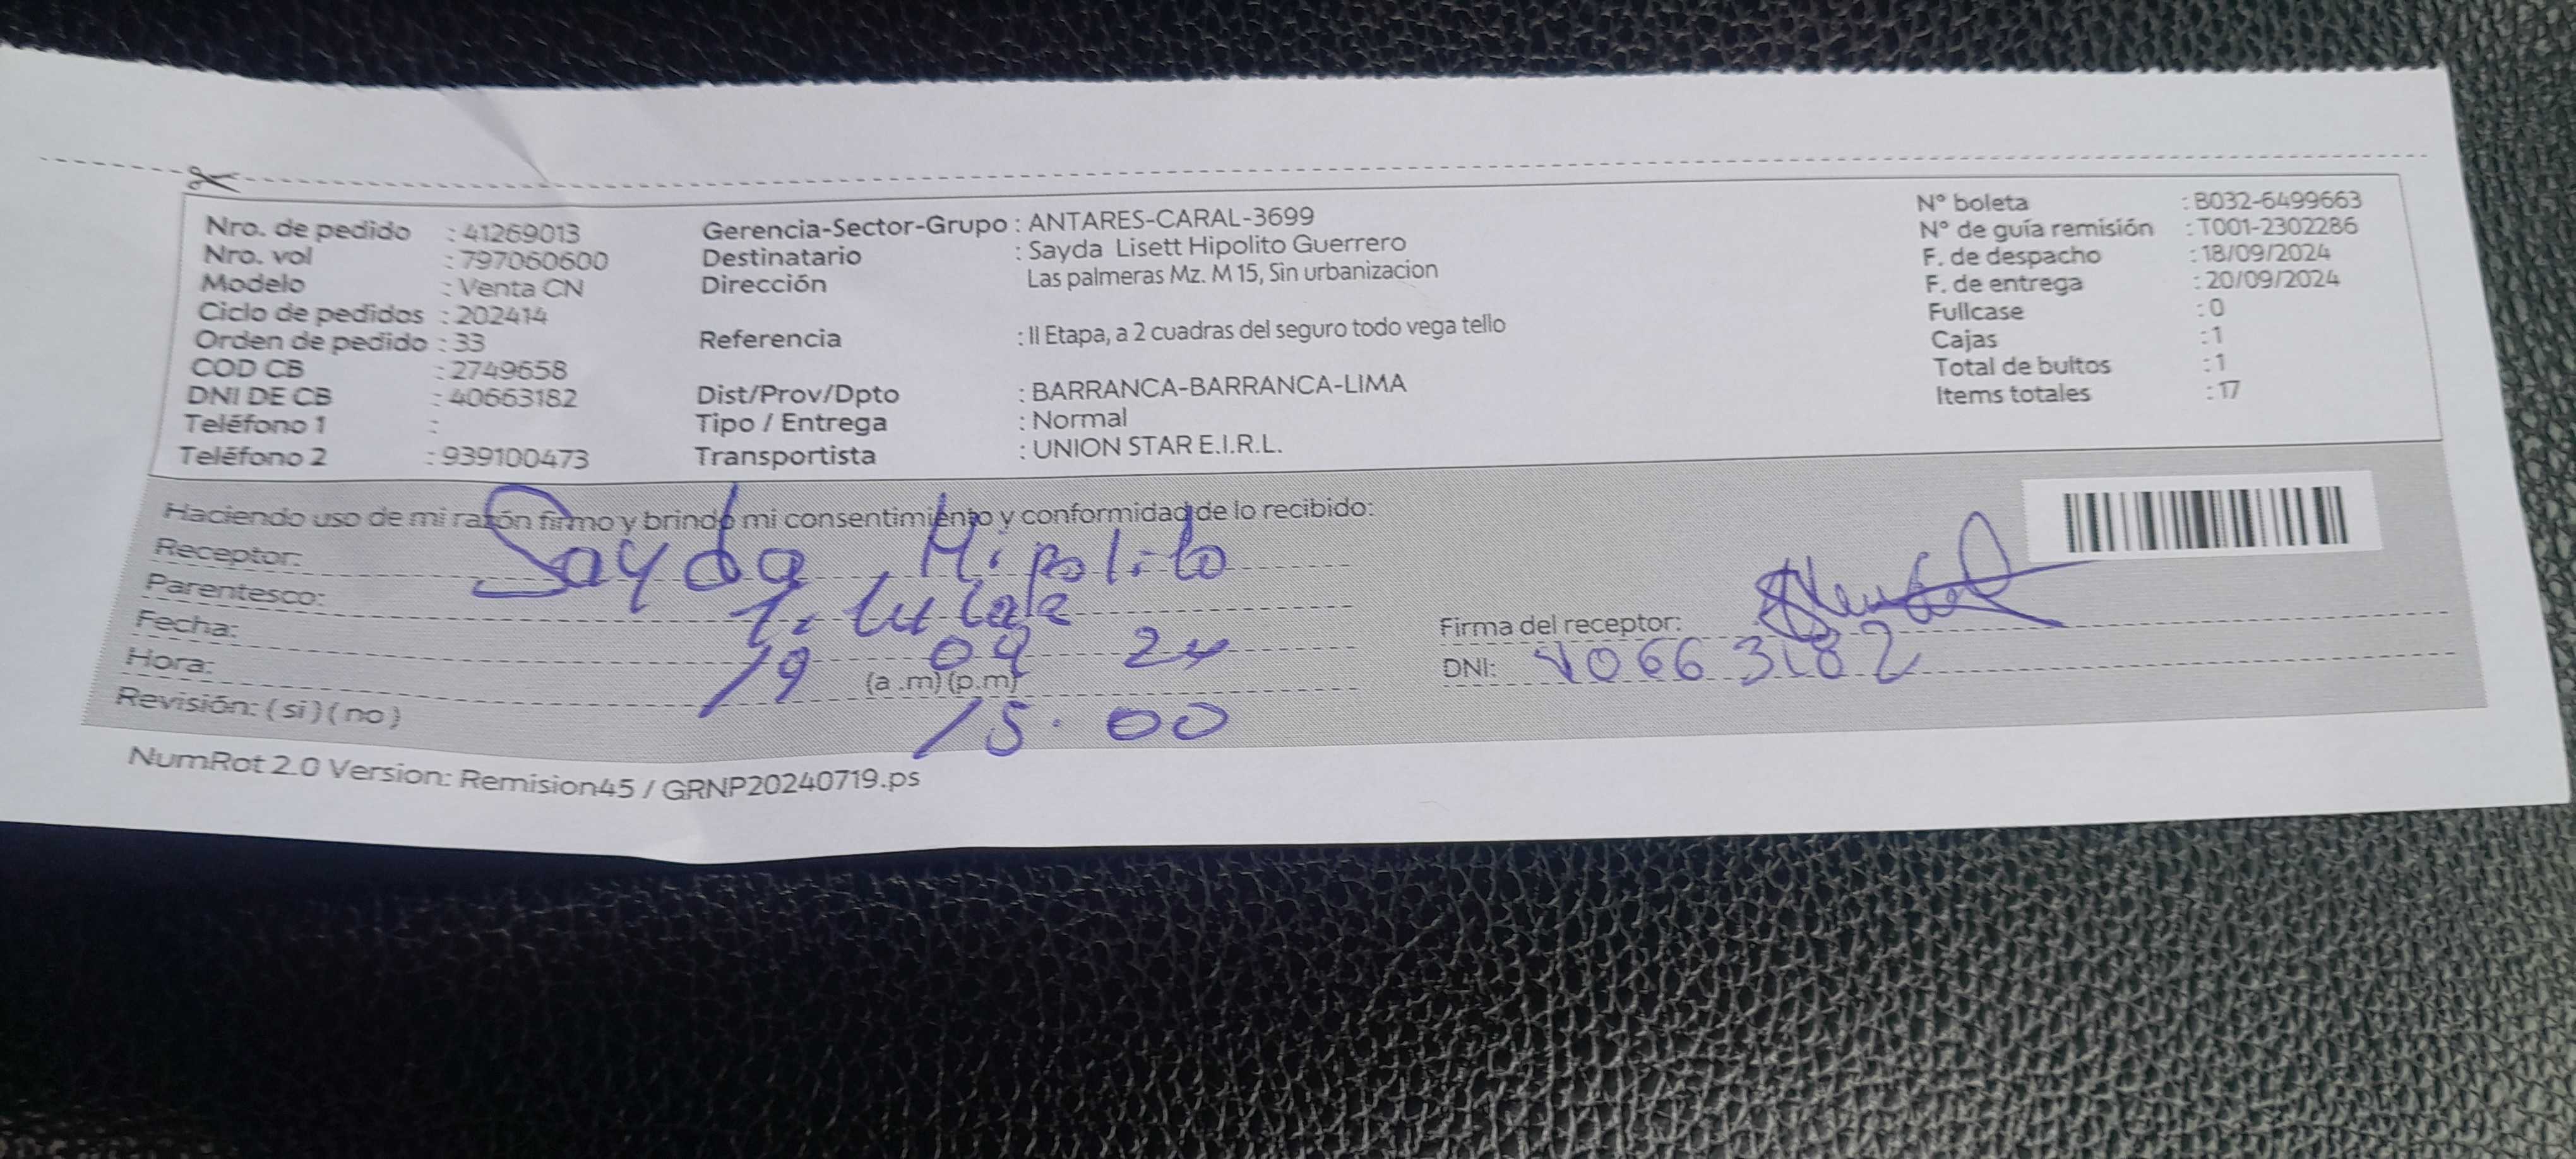 Nro. de pedido : 41269013
Nro. vol : 797060600
Modelo : Venta CN
Ciclo de pedidos : 202414
Orden de pedido : 33
COD CB : 2749658
DNI DE CB : 40663182
Teléfono 1 :
Teléfono 2 : 939100473
Gerencia-Sector-Grupo : ANTARES-CARAL-3699
Destinatario : Sayda Lisett Hipolito Guerrero
Dirección Las palmeras Mz. M 15, Sin urbanizacion
Referencia : II Etapa, a 2 cuadras del seguro todo vega tello
Dist/Prov/Dpto : BARRANCA-BARRANCA-LIMA
Tipo / Entrega : Normal
Transportista : UNION STAR E.I.R.L.
N° boleta : B032-6499663
N° de guía remisión : T001-2302286
F. de despacho : 18/09/2024
F. de entrega : 20/09/2024
Fullcase : 0
Cajas : 1
Total de bultos : 1
Items totales : 17
Haciendo uso de mi razón firmo y brindo mi consentimiento y conformidad de lo recibido:
Receptor: Sayda Hipolito
Parentesco: Titular
Fecha: 19 09 24
Hora: (a .m) (p.m) 15.00
Revisión: ( si ) ( no )
Firma del receptor:
DNI: 40663182
NumRot 2.0 Version: Remision45 / GRNP20240719.ps